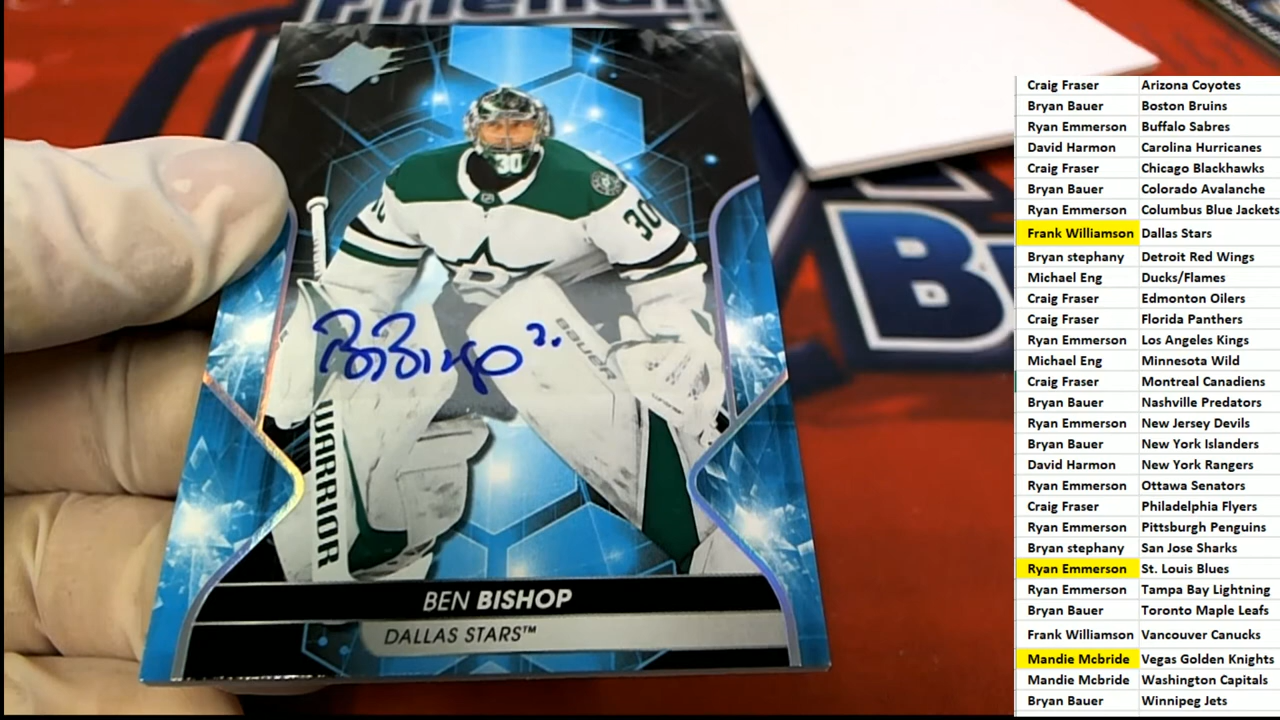 Friendly
B
30
30
BAUER
WARRIOR
BEN BISHOP
DALLAS STARS™
Craig Fraser Arizona Coyotes
Bryan Bauer Boston Bruins
Ryan Emmerson Buffalo Sabres
David Harmon Carolina Hurricanes
Craig Fraser Chicago Blackhawks
Bryan Bauer Colorado Avalanche
Ryan Emmerson Columbus Blue Jackets
Frank Williamson Dallas Stars
Bryan stephany Detroit Red Wings
Michael Eng Ducks/Flames
Craig Fraser Edmonton Oilers
Craig Fraser Florida Panthers
Ryan Emmerson Los Angeles Kings
Michael Eng Minnesota Wild
Craig Fraser Montreal Canadiens
Bryan Bauer Nashville Predators
Ryan Emmerson New Jersey Devils
Bryan Bauer New York Islanders
David Harmon New York Rangers
Ryan Emmerson Ottawa Senators
Craig Fraser Philadelphia Flyers
Ryan Emmerson Pittsburgh Penguins
Bryan stephany San Jose Sharks
Ryan Emmerson St. Louis Blues
Ryan Emmerson Tampa Bay Lightning
Bryan Bauer Toronto Maple Leafs
Frank Williamson Vancouver Canucks
Mandie Mcbride Vegas Golden Knights
Mandie Mcbride Washington Capitals
Bryan Bauer Winnipeg Jets